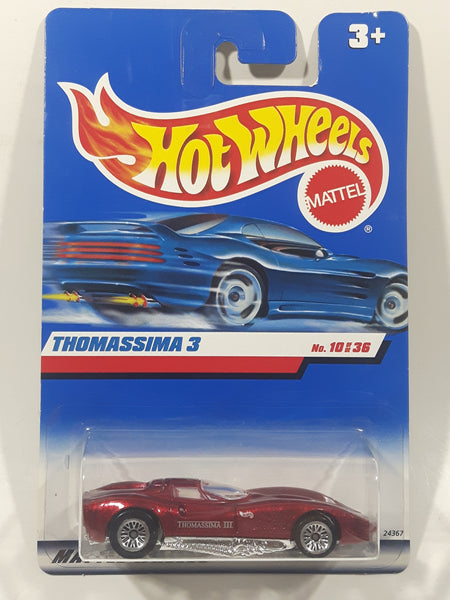 3+
HOT WHEELS
MATTEL
®
THOMASSIMA 3
No. 10 OF 36
THOMASSIMA III
24367